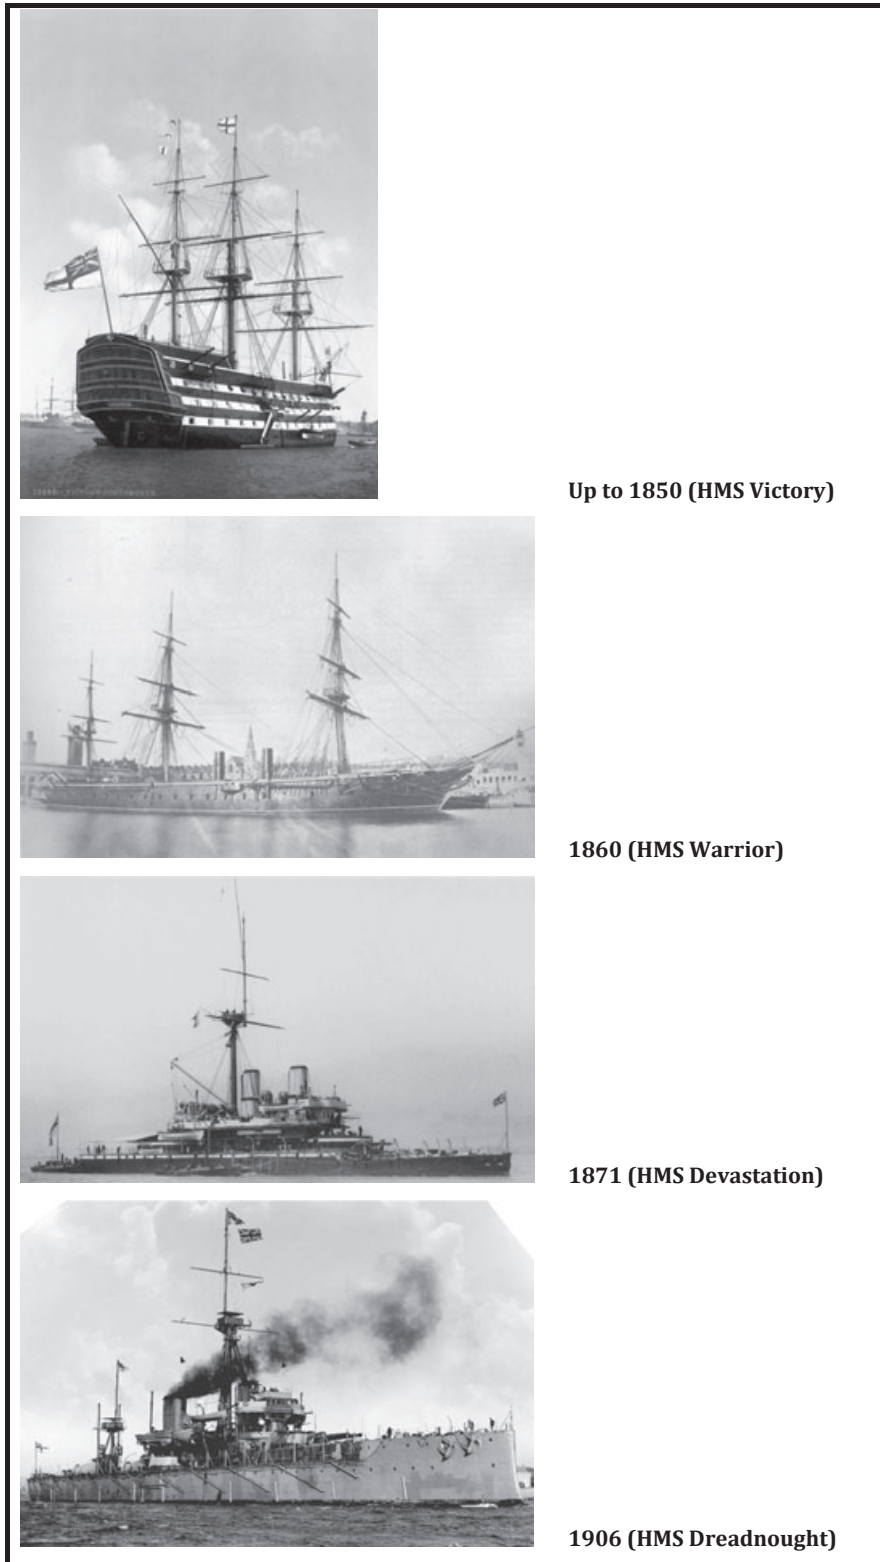 Up to 1850 (HMS Victory)
1860 (HMS Warrior)
1871 (HMS Devastation)
1906 (HMS Dreadnought)